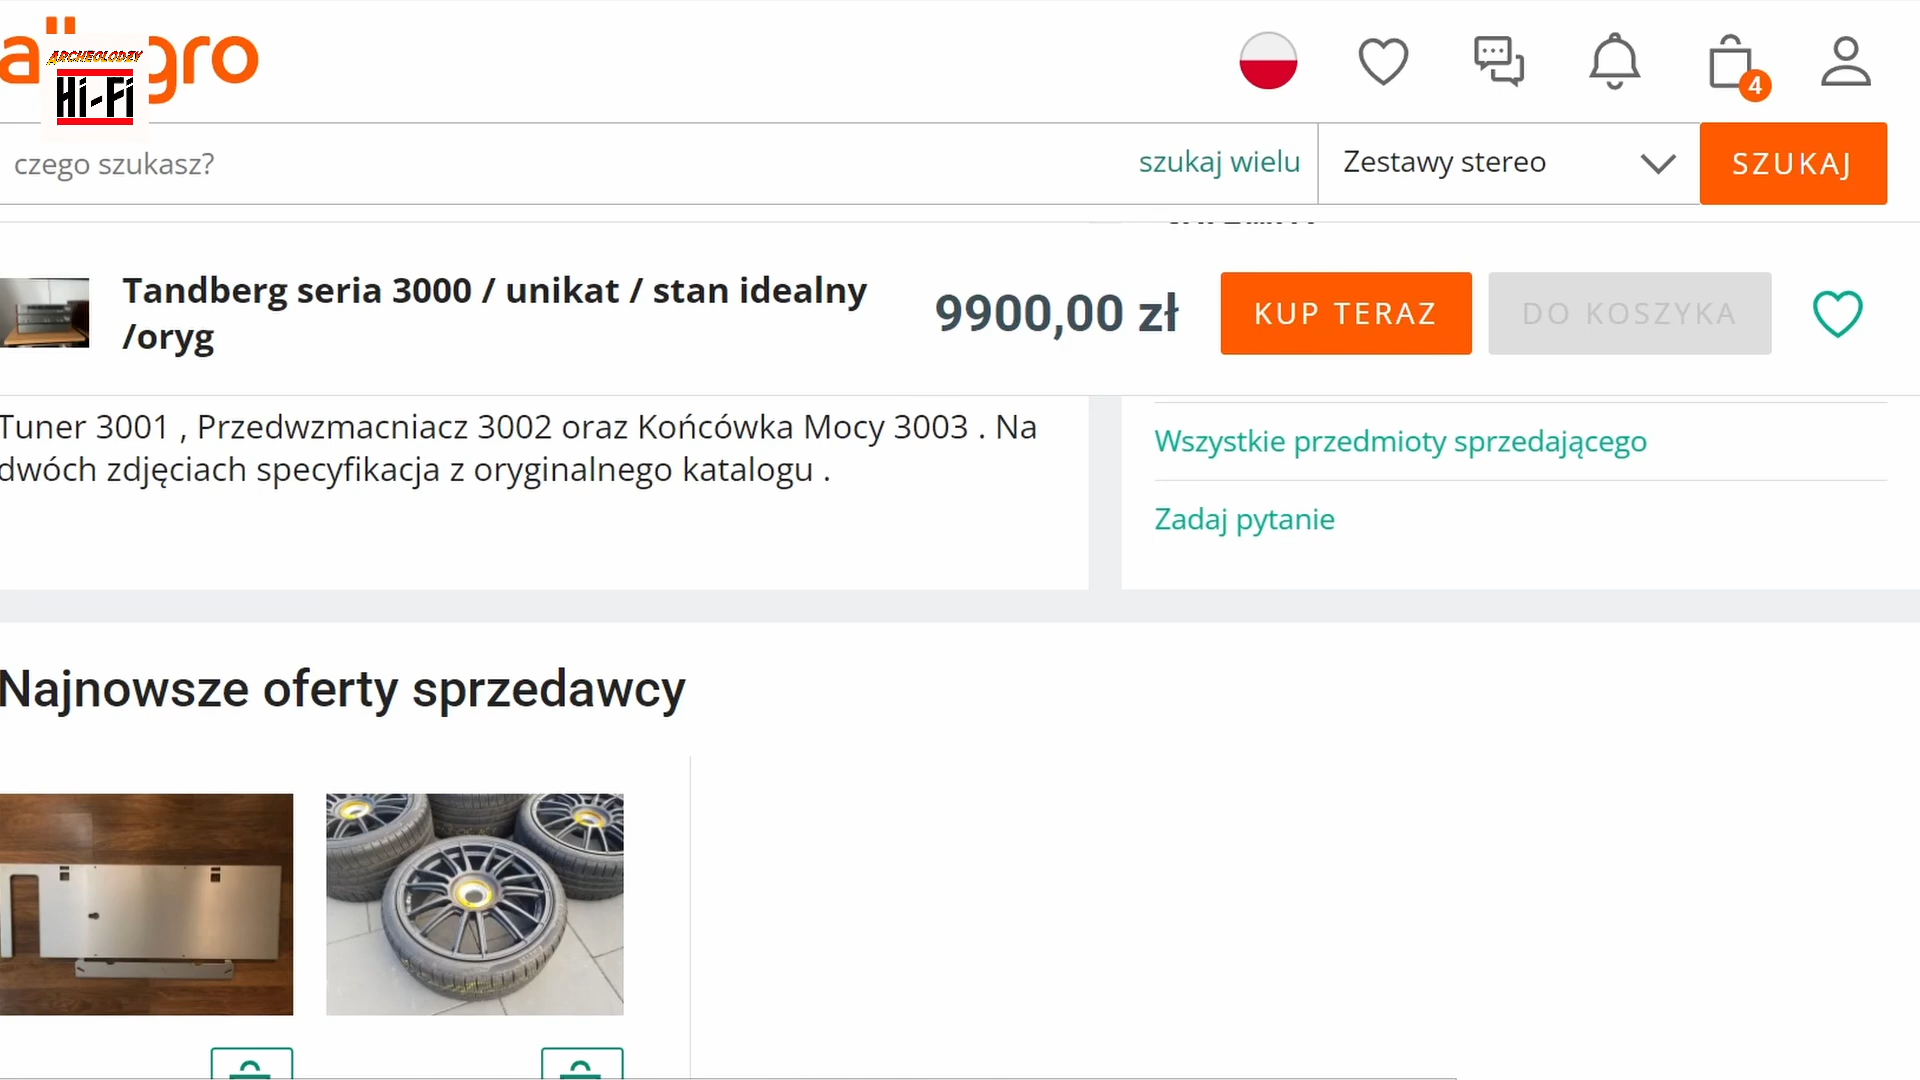 allegro
ARCHEOLODZY
Hi-Fi
4
czego szukasz?
szukaj wielu
Zestawy stereo
SZUKAJ
Tandberg seria 3000 / unikat / stan idealny
/oryg
9900,00 zł
KUP TERAZ
DO KOSZYKA
Tuner 3001 , Przedwzmacniacz 3002 oraz Końcówka Mocy 3003 . Na
dwóch zdjęciach specyfikacja z oryginalnego katalogu .
Wszystkie przedmioty sprzedającego
Zadaj pytanie
Najnowsze oferty sprzedawcy